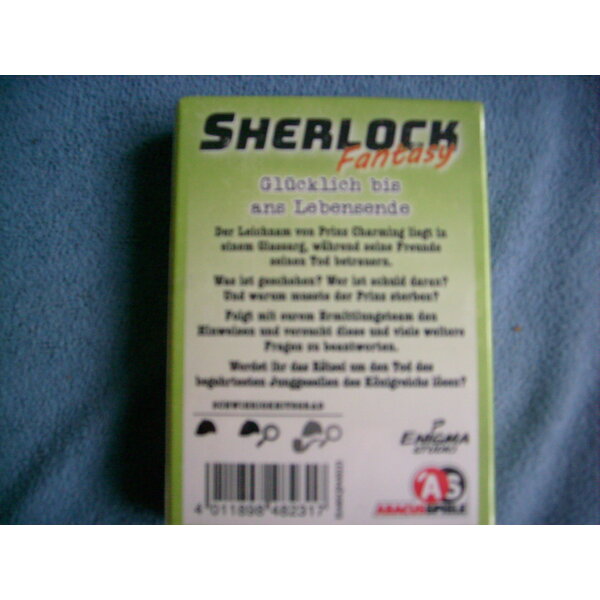 SHERLOCK
Fantasy
Glücklich bis
ans Lebensende
Der Leichnam von Prinz Charming liegt in
einem Glassarg, während seine Freunde
seinen Tod betrauern.
Was ist geschehen? Wer ist schuld daran?
Und warum musste der Prinz sterben?
Folgt mit eurem Ermittlungsteam den
Hinweisen und versucht diese und viele weitere
Fragen zu beantworten.
Werdet ihr das Rätsel um den Tod des
begehrtesten Junggesellen des Königreichs lösen?
SCHWIERIGKEITSGRAD
ENIGMA
STUDIO
AS
ABACUSSPIELE
4 011898 482317